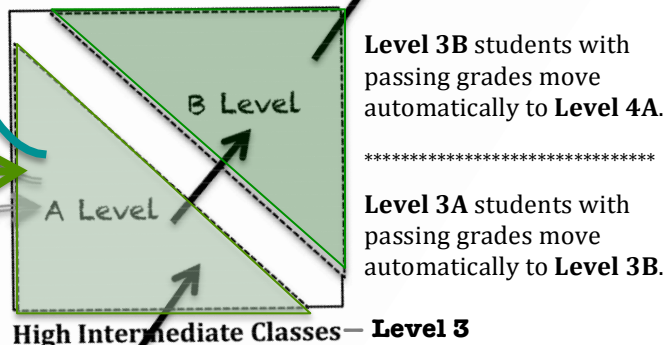 B Level
A Level
Level 3B students with
passing grades move
automatically to Level 4A.
********************************
Level 3A students with
passing grades move
automatically to Level 3B.
High Intermediate Classes— Level 3